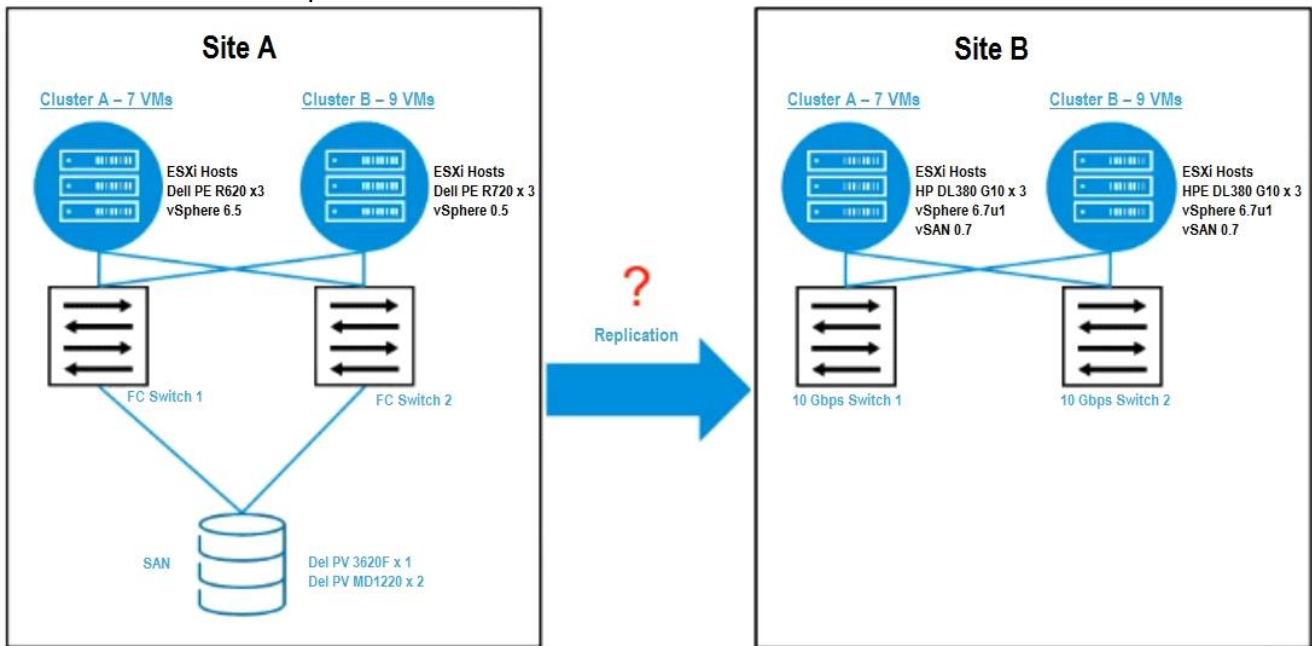 Site A
Cluster A – 7 VMs
Cluster B – 9 VMs
ESXi Hosts
Dell PE R620 x3
vSphere 6.5
ESXi Hosts
Dell PE R720 x 3
vSphere 0.5
FC Switch 1
FC Switch 2
SAN
Del PV 3620F x 1
Del PV MD1220 x 2
?
Replication
Site B
Cluster A – 7 VMs
Cluster B – 9 VMs
ESXi Hosts
HP DL380 G10 x 3
vSphere 6.7u1
vSAN 0.7
ESXi Hosts
HPE DL380 G10 x 3
vSphere 6.7u1
vSAN 0.7
10 Gbps Switch 1
10 Gbps Switch 2